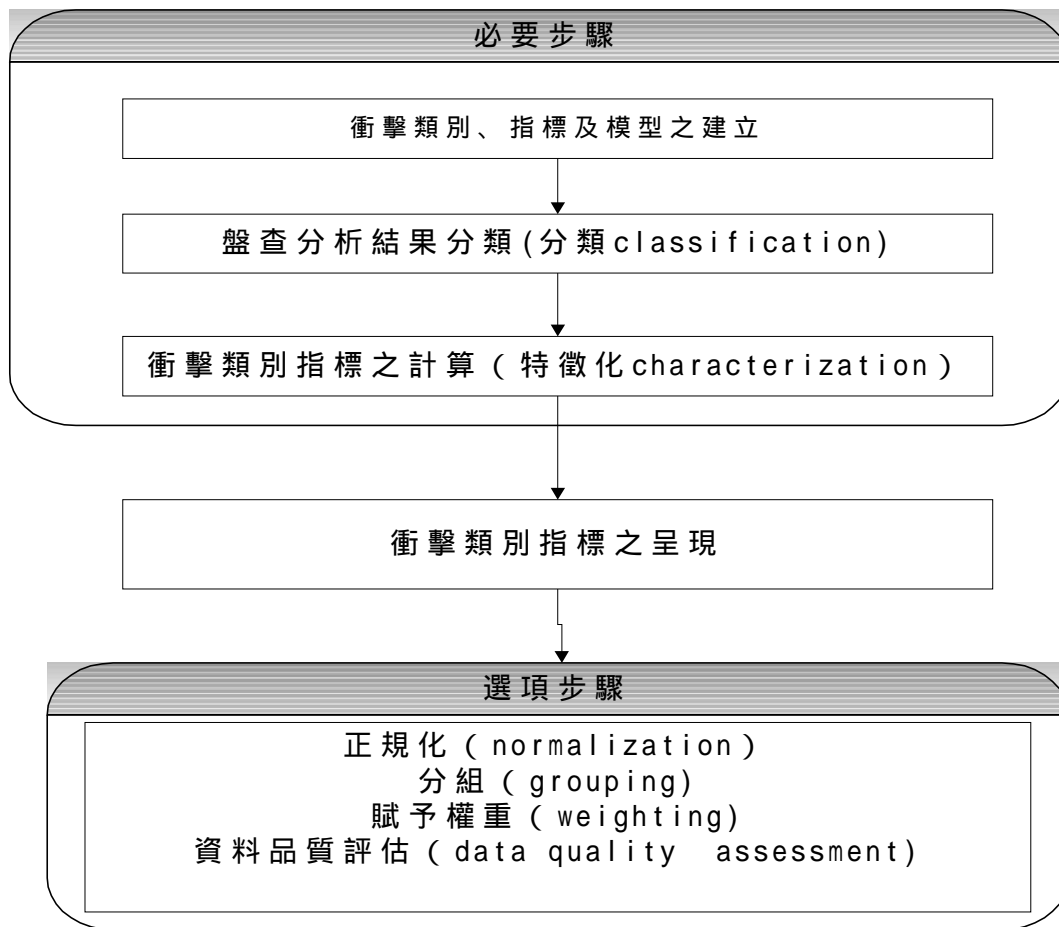 必要步驟
衝擊類別、指標及模型之建立
盤查分析結果分類(分類classification)
衝擊類別指標之計算（特徵化characterization）
衝擊類別指標之呈現
選項步驟
正規化（normalization）
分組（grouping）
賦予權重（weighting）
資料品質評估（data quality assessment）